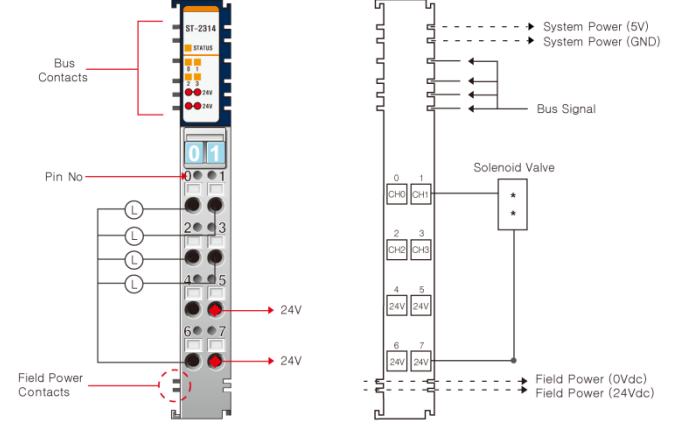 ST-2314
STATUS
0 1
2 3
24V
24V
Bus
Contacts
01
Pin No
0 1
L
2 3
L
L
4 5
L
24V
6 7
24V
Field Power
Contacts
System Power (5V)
System Power (GND)
Bus Signal
Solenoid Valve
0 1
CH0 CH1
*
*
2 3
CH2 CH3
4 5
24V 24V
6 7
24V 24V
Field Power (0Vdc)
Field Power (24Vdc)